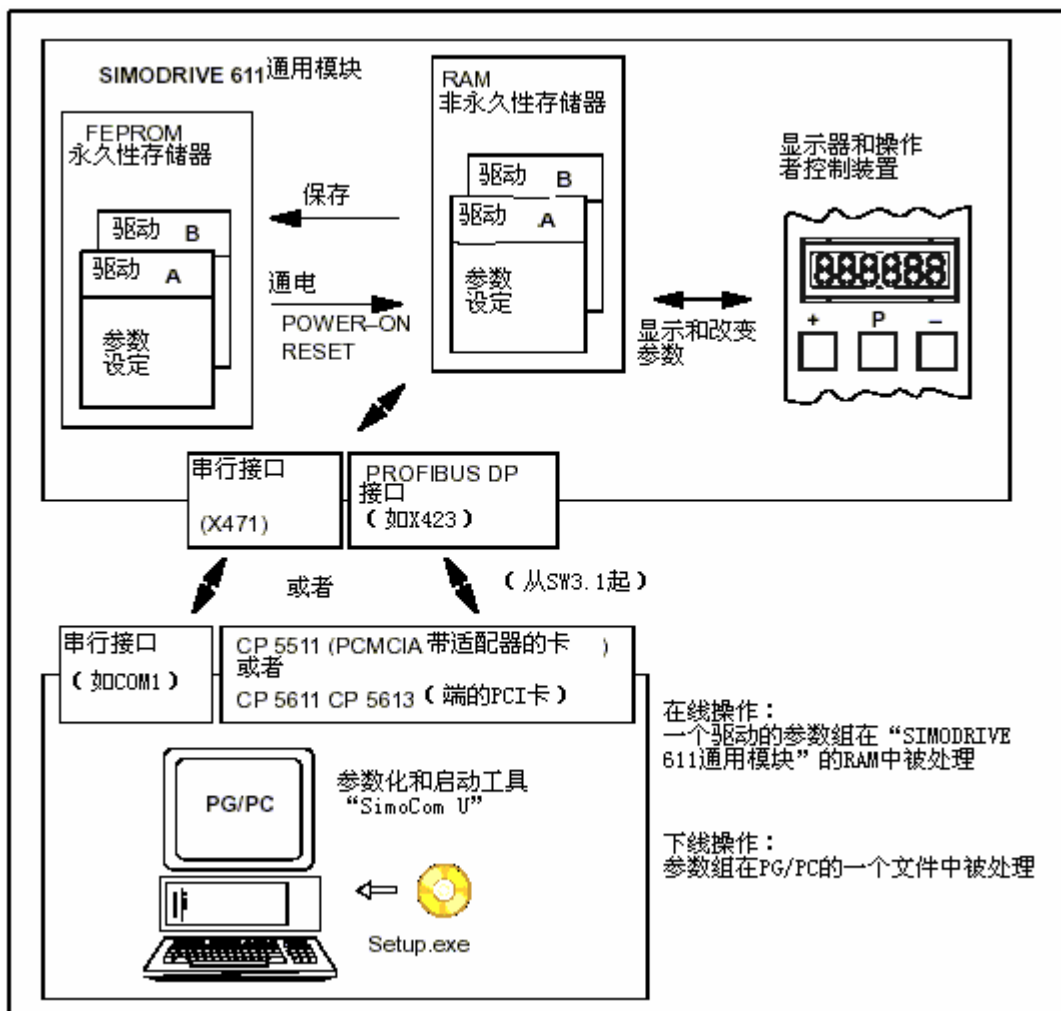 SIMODRIVE 611通用模块
FEPROM
永久性存储器
驱动 B
驱动 A
参数
设定
保存
通电
POWER–ON
RESET
RAM
非永久性存储器
驱动 B
驱动 A
参数
设定
显示和改变
参数
显示器和操作
者控制装置
+ P –
串行接口
(X471)
PROFIBUS DP
接口
(如X423)
或者
(从SW3.1起)
串行接口
(如COM1)
CP 5511 (PCMCIA 带适配器的卡 )
或者
CP 5611 CP 5613 (端的PCI卡)
PG/PC
参数化和启动工具
“SimoCom U”
Setup.exe
在线操作:
一个驱动的参数组在“SIMODRIVE
611通用模块”的RAM中被处理
下线操作:
参数组在PG/PC的一个文件中被处理